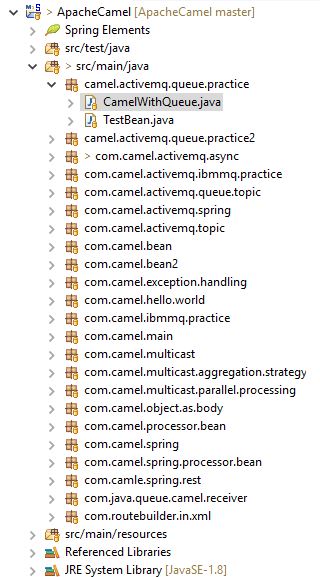 ApacheCamel [ApacheCamel master]
Spring Elements
src/test/java
> src/main/java
camel.activemq.queue.practice
CamelWithQueue.java
TestBean.java
camel.activemq.queue.practice2
> com.camel.activemq.async
com.camel.activemq.ibmmq.practice
com.camel.activemq.queue.topic
com.camel.activemq.spring
com.camel.activemq.topic
com.camel.bean
com.camel.bean2
com.camel.exception.handling
com.camel.hello.world
com.camel.ibmmq.practice
com.camel.main
com.camel.multicast
com.camel.multicast.aggregation.strategy
com.camel.multicast.parallel.processing
com.camel.object.as.body
com.camel.processor.bean
com.camel.spring
com.camel.spring.processor.bean
com.camle.spring.rest
com.java.queue.camel.receiver
com.routebuilder.in.xml
src/main/resources
Referenced Libraries
JRE System Library [JavaSE-1.8]